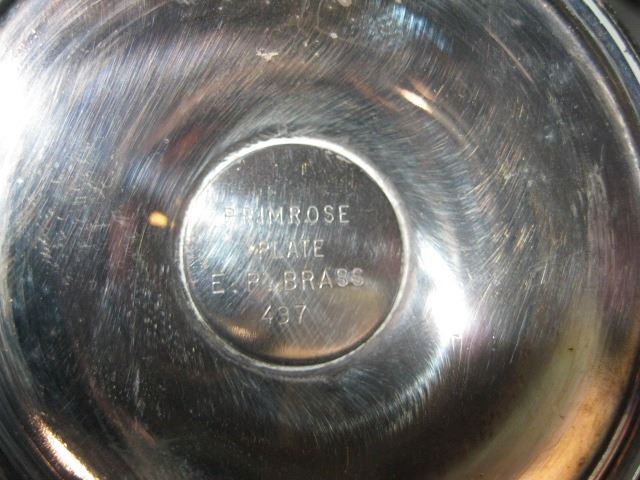 PRIMROSE
PLATE
E.P. BRASS
437